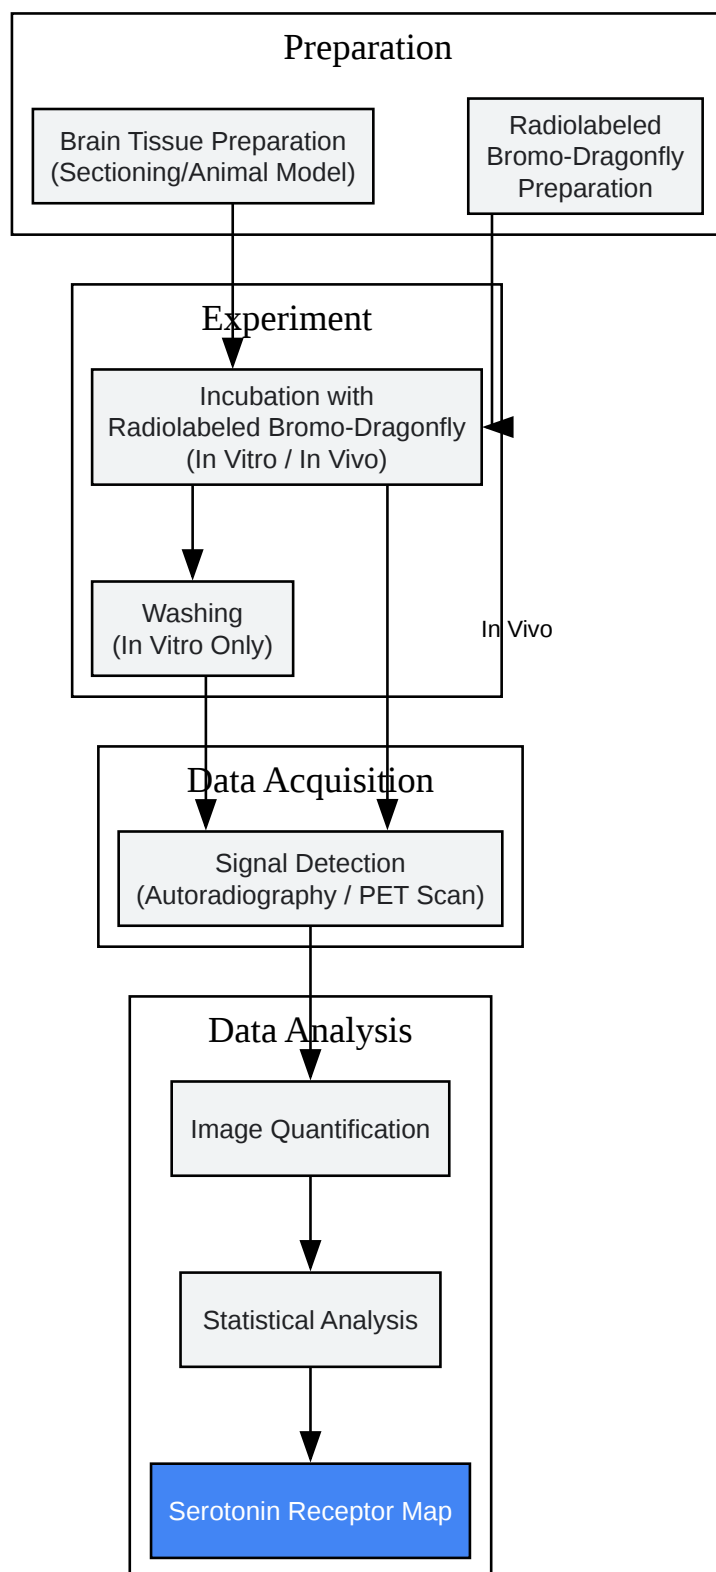 Preparation
Brain Tissue Preparation
(Sectioning/Animal Model)
Radiolabeled
Bromo-Dragonfly
Preparation
Experiment
Incubation with
Radiolabeled Bromo-Dragonfly
(In Vitro / In Vivo)
Washing
(In Vitro Only)
In Vivo
Data Acquisition
Signal Detection
(Autoradiography / PET Scan)
Data Analysis
Image Quantification
Statistical Analysis
Serotonin Receptor Map